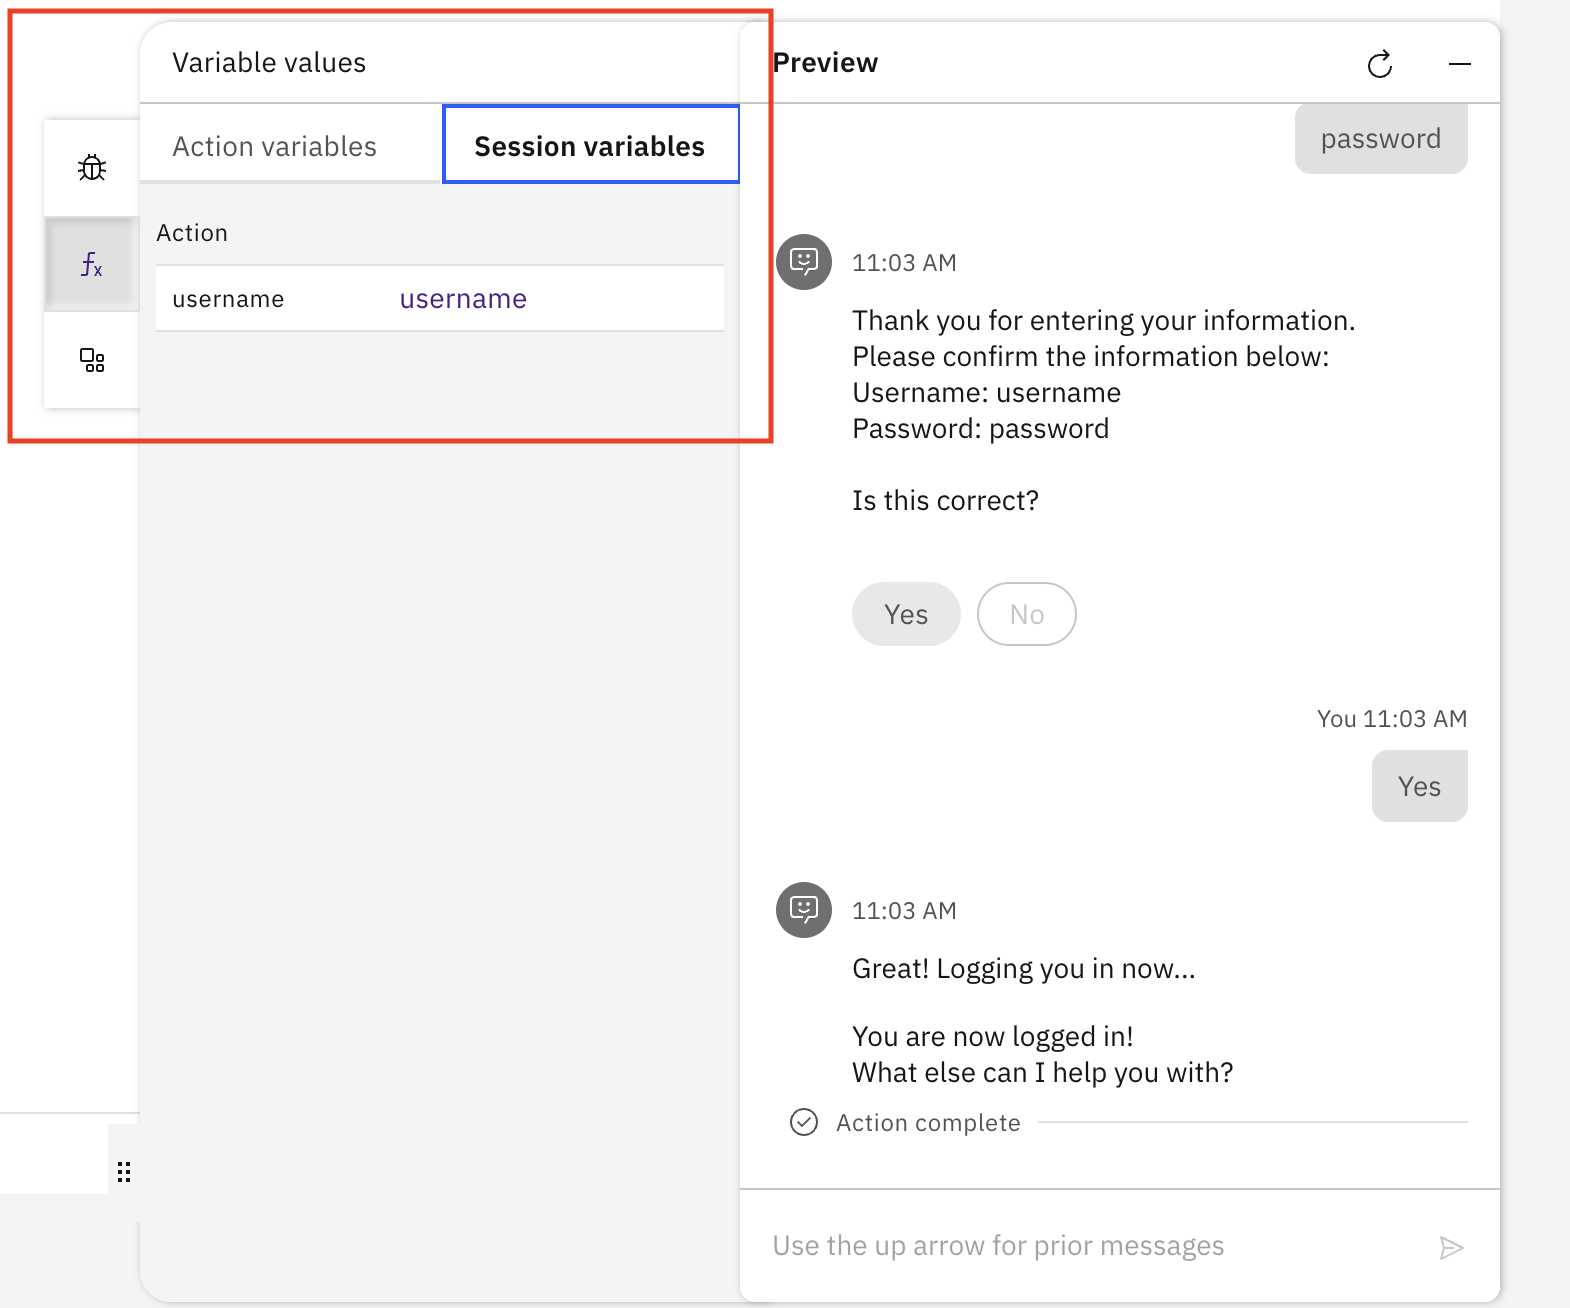 Variable values
Action variables
Session variables
Action
username username
Preview
password
11:03 AM
Thank you for entering your information.
Please confirm the information below:
Username: username
Password: password
Is this correct?
Yes No
You 11:03 AM
Yes
11:03 AM
Great! Logging you in now...
You are now logged in!
What else can I help you with?
Action complete
Use the up arrow for prior messages